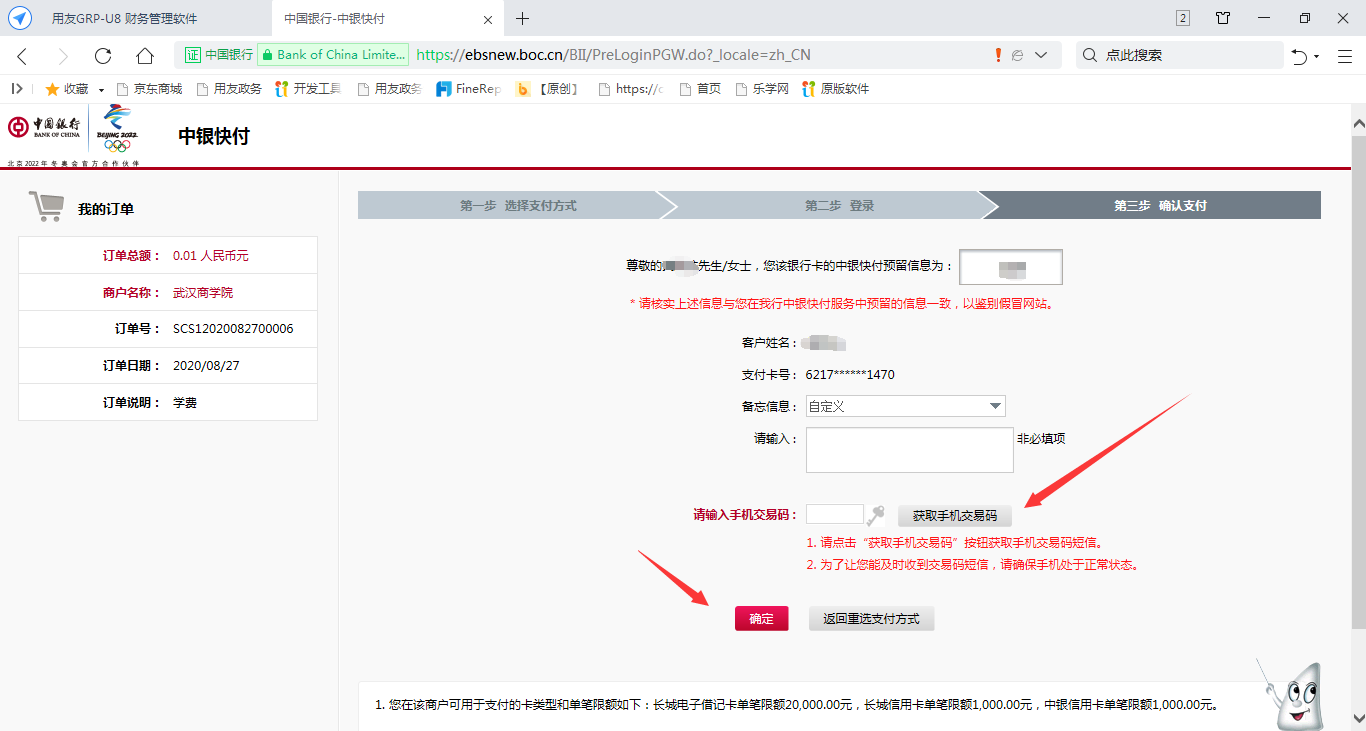 用友GRP-U8 财务管理软件
中国银行-中银快付
2
证 中国银行 Bank of China Limite... https://ebsnew.boc.cn/BII/PreLoginPGW.do?_locale=zh_CN
点此搜索
收藏 京东商城 用友政务 开发工具 用友政务 FineRep 【原创】 https://c 首页 乐学网 原版软件
中国银行
BANK OF CHINA
BEIJING 2022
北京2022年冬奥会官方合作伙伴
中银快付
我的订单
订单总额： 0.01 人民币元
商户名称： 武汉商学院
订单号： SCS12020082700006
订单日期： 2020/08/27
订单说明： 学费
第一步 选择支付方式
第二步 登录
第三步 确认支付
尊敬的 先生/女士，您该银行卡的中银快付预留信息为：
* 请核实上述信息与您在我行中银快付服务中预留的信息一致，以鉴别假冒网站。
客户姓名：
支付卡号： 6217******1470
备忘信息： 自定义
请输入： 非必填项
请输入手机交易码： 获取手机交易码
1. 请点击“获取手机交易码”按钮获取手机交易码短信。
2. 为了让您能及时收到交易码短信，请确保手机处于正常状态。
确定 返回重选支付方式
1. 您在该商户可用于支付的卡类型和单笔限额如下：长城电子借记卡单笔限额20,000.00元，长城信用卡单笔限额1,000.00元，中银信用卡单笔限额1,000.00元。